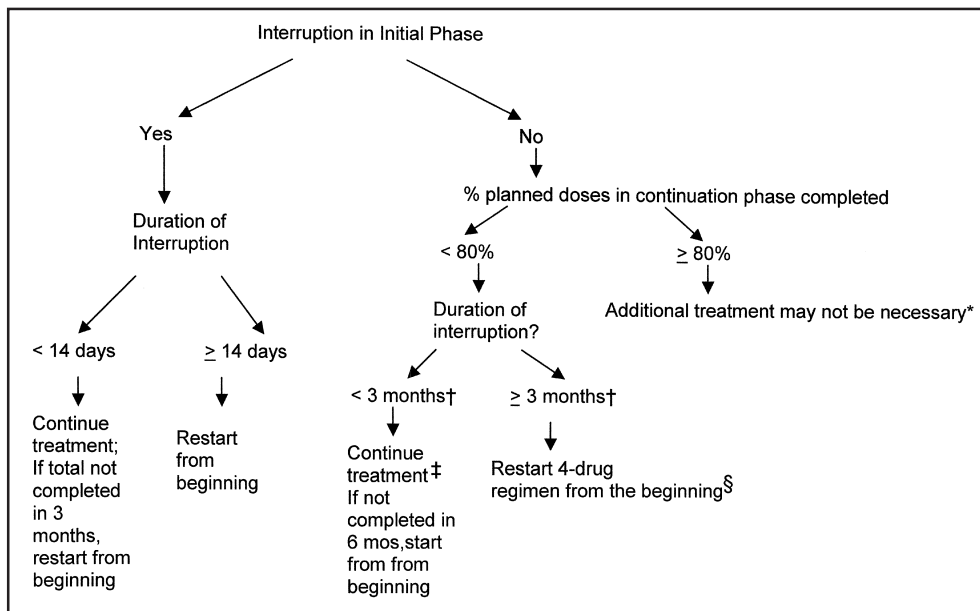 Interruption in Initial Phase
Yes
No
% planned doses in continuation phase completed
Duration of
Interruption
< 80%
≥ 80%
Duration of
interruption?
Additional treatment may not be necessary*
< 14 days
≥ 14 days
< 3 months†
≥ 3 months†
Continue
treatment;
If total not
completed
in 3
months,
restart from
beginning
Restart
from
beginning
Continue
treatment‡
If not
completed in
6 mos,start
from from
beginning
Restart 4-drug
regimen from the beginning§